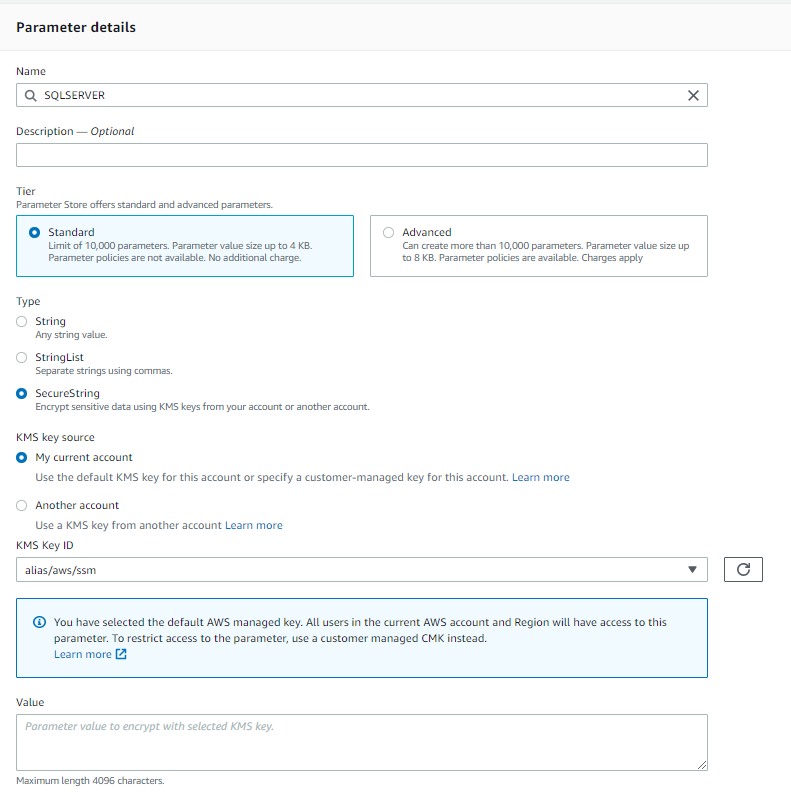 Parameter details
Name
SQLSERVER
Description — Optional
Tier
Parameter Store offers standard and advanced parameters.
Standard
Limit of 10,000 parameters. Parameter value size up to 4 KB.
Parameter policies are not available. No additional charge.
Advanced
Can create more than 10,000 parameters. Parameter value size up
to 8 KB. Parameter policies are available. Charges apply
Type
String
Any string value.
StringList
Separate strings using commas.
SecureString
Encrypt sensitive data using KMS keys from your account or another account.
KMS key source
My current account
Use the default KMS key for this account or specify a customer-managed key for this account. Learn more
Another account
Use a KMS key from another account Learn more
KMS Key ID
alias/aws/ssm
You have selected the default AWS managed key. All users in the current AWS account and Region will have access to this
parameter. To restrict access to the parameter, use a customer managed CMK instead.
Learn more
Value
Parameter value to encrypt with selected KMS key.
Maximum length 4096 characters.